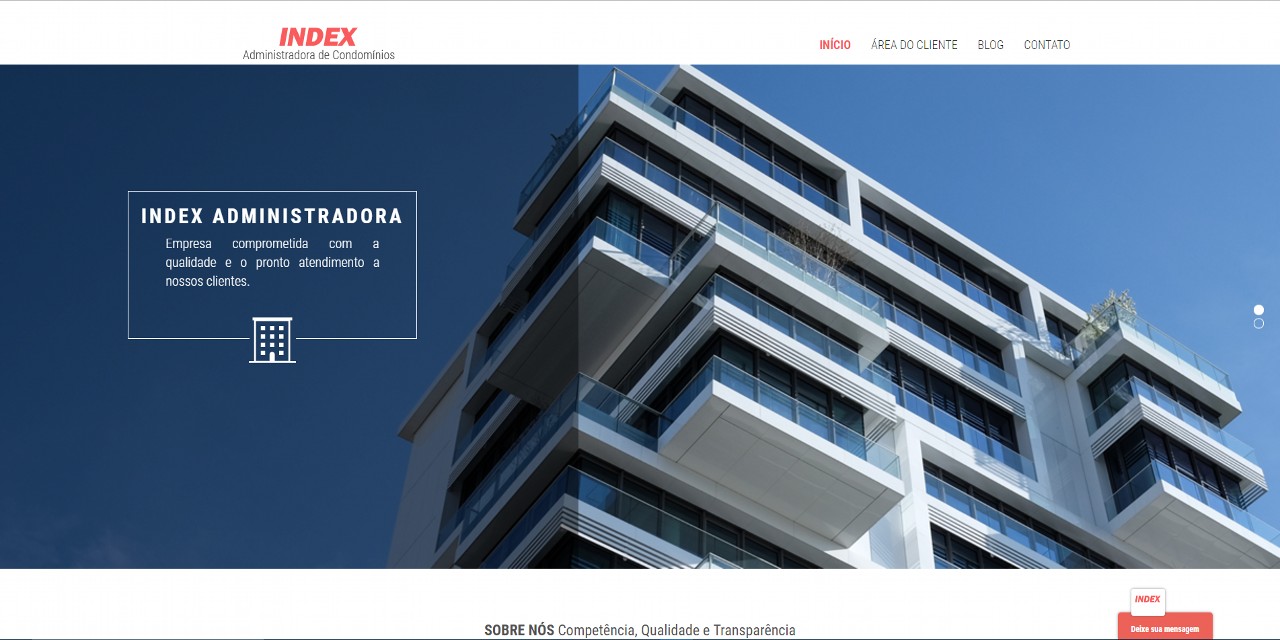 INDEX
Administradora de Condomínios
INÍCIO ÁREA DO CLIENTE BLOG CONTATO
INDEX ADMINISTRADORA
Empresa comprometida com a
qualidade e o pronto atendimento a
nossos clientes.
SOBRE NÓS Competência, Qualidade e Transparência
INDEX
Deixe sua mensagem